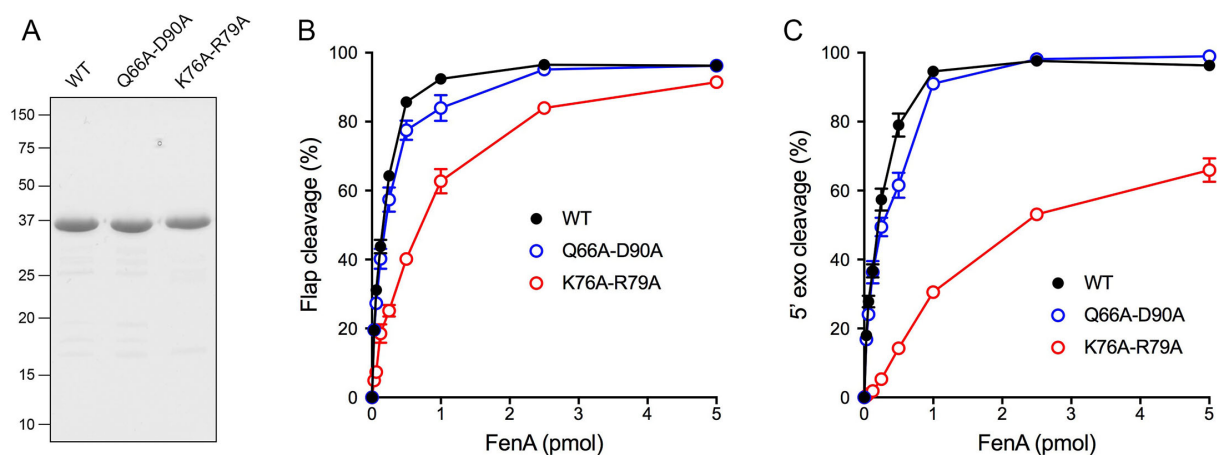 A
WT
Q66A-D90A
K76A-R79A
150
75
50
37
25
20
15
10
B
Flap cleavage (%)
100
80
60
40
20
0
0
1
2
3
4
5
FenA (pmol)
WT
Q66A-D90A
K76A-R79A
C
5' exo cleavage (%)
100
80
60
40
20
0
0
1
2
3
4
5
FenA (pmol)
WT
Q66A-D90A
K76A-R79A